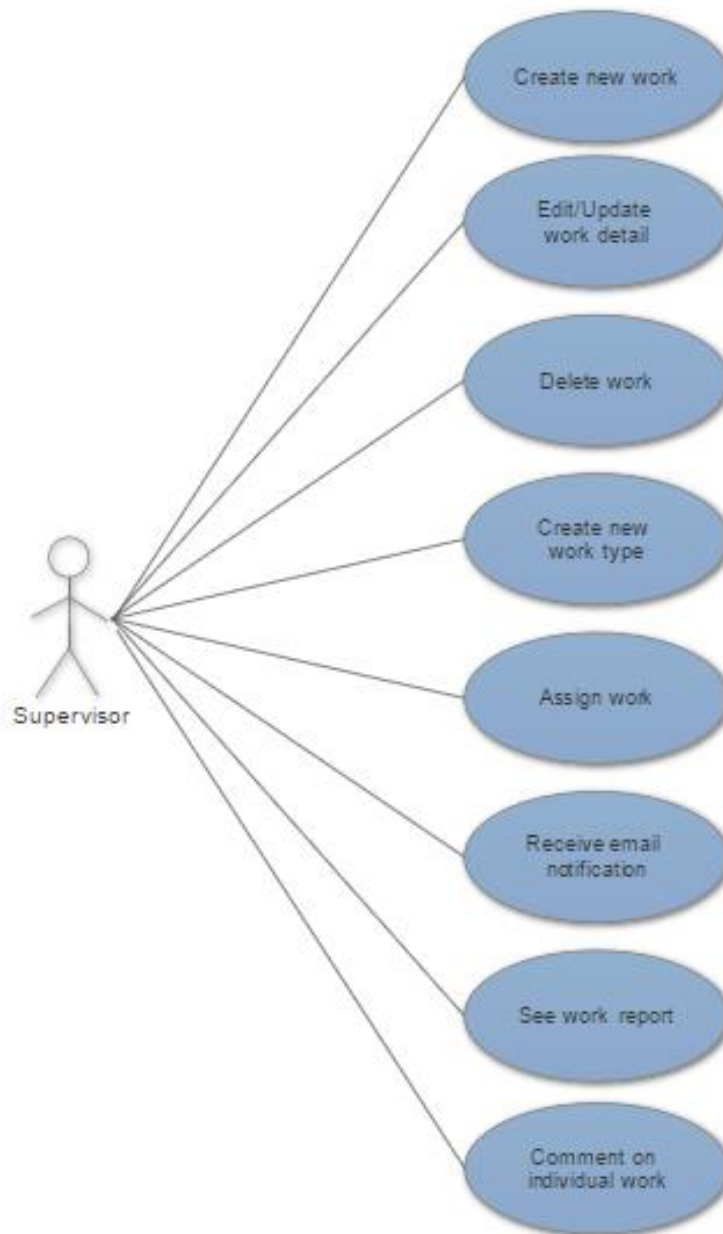 Create new work
Edit/Update
work detail
Delete work
Create new
work type
Supervisor
Assign work
Receive email
notification
See work report
Comment on
individual work